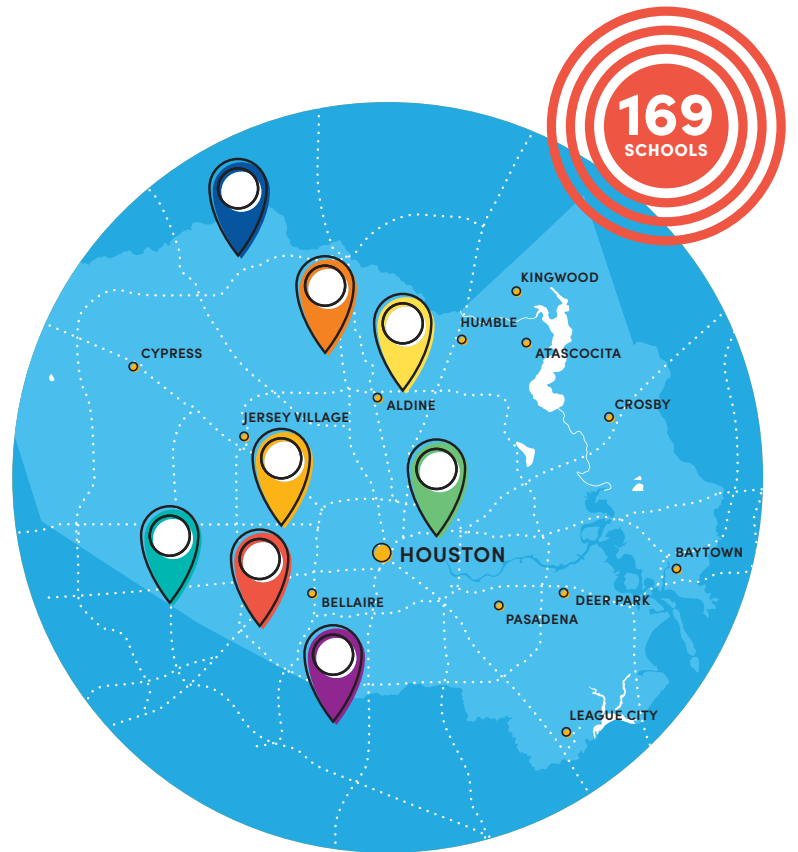 169
SCHOOLS
KINGWOOD
HUMBLE
ATASCOCITA
CYPRESS
ALDINE
CROSBY
JERSEY VILLAGE
HOUSTON
BAYTOWN
BELLAIRE
DEER PARK
PASADENA
LEAGUE CITY